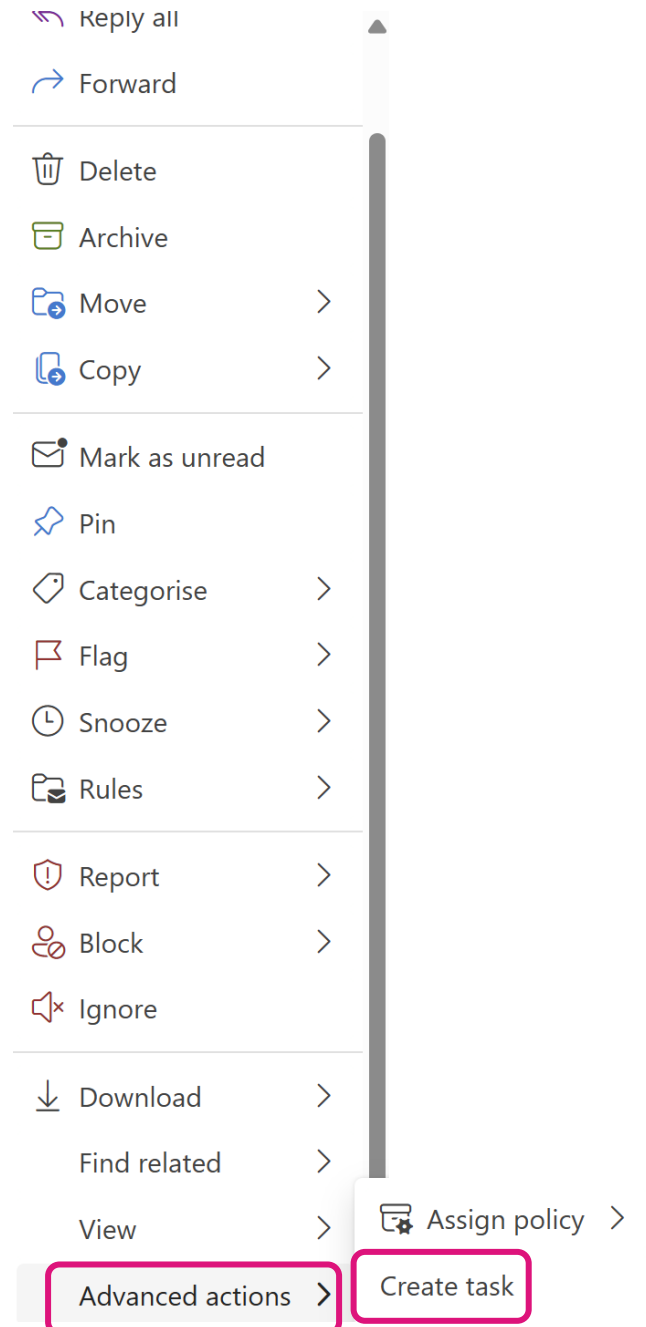 Reply all
Forward
Delete
Archive
Move
Copy
Mark as unread
Pin
Categorise
Flag
Snooze
Rules
Report
Block
Ignore
Download
Find related
View
Assign policy
Advanced actions
Create task